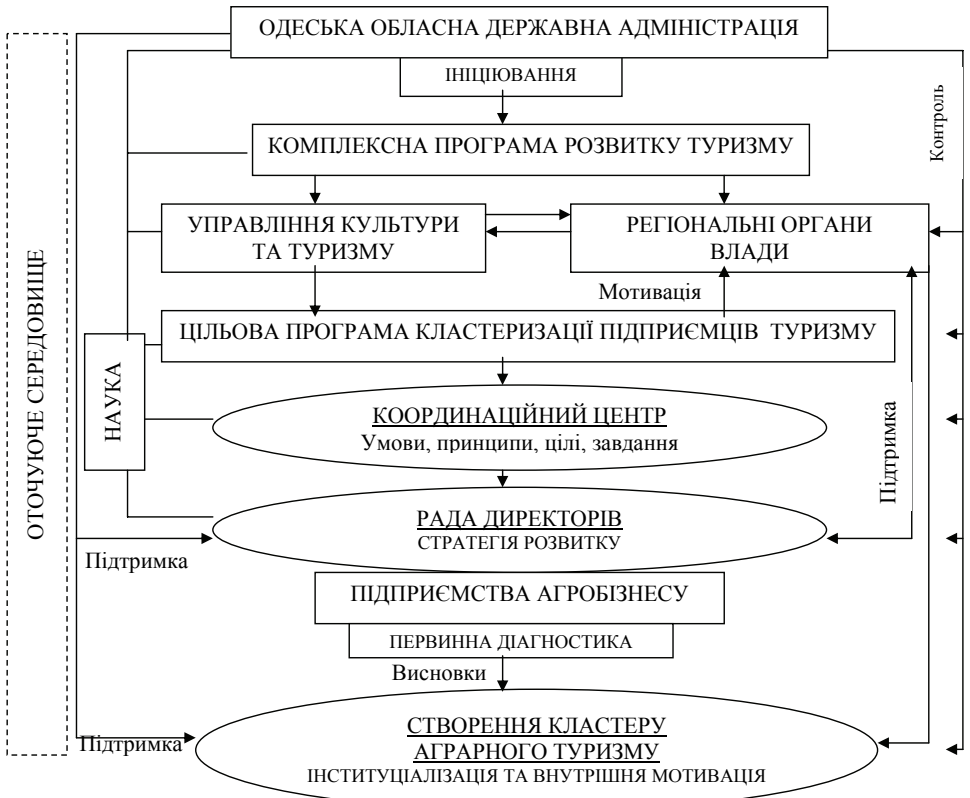 ОДЕСЬКА ОБЛАСНА ДЕРЖАВНА АДМІНІСТРАЦІЯ
ІНІЦІЮВАННЯ
Контроль
КОМПЛЕКСНА ПРОГРАМА РОЗВИТКУ ТУРИЗМУ
УПРАВЛІННЯ КУЛЬТУРИ
ТА ТУРИЗМУ
РЕГІОНАЛЬНІ ОРГАНИ
ВЛАДИ
Мотивація
ОТОЧУЮЧЕ СЕРЕДОВИЩЕ
ЦІЛЬОВА ПРОГРАМА КЛАСТЕРИЗАЦІЇ ПІДПРИЄМЦІВ ТУРИЗМУ
НАУКА
КООРДИНАЦІЙНИЙ ЦЕНТР
Умови, принципи, цілі, завдання
Підтримка
РАДА ДИРЕКТОРІВ
СТРАТЕГІЯ РОЗВИТКУ
Підтримка
ПІДПРИЄМСТВА АГРОБІЗНЕСУ
ПЕРВИННА ДІАГНОСТИКА
Висновки
СТВОРЕННЯ КЛАСТЕРУ
АГРАРНОГО ТУРИЗМУ
Підтримка
ІНСТИТУЦІАЛІЗАЦІЯ ТА ВНУТРІШНЯ МОТИВАЦІЯ